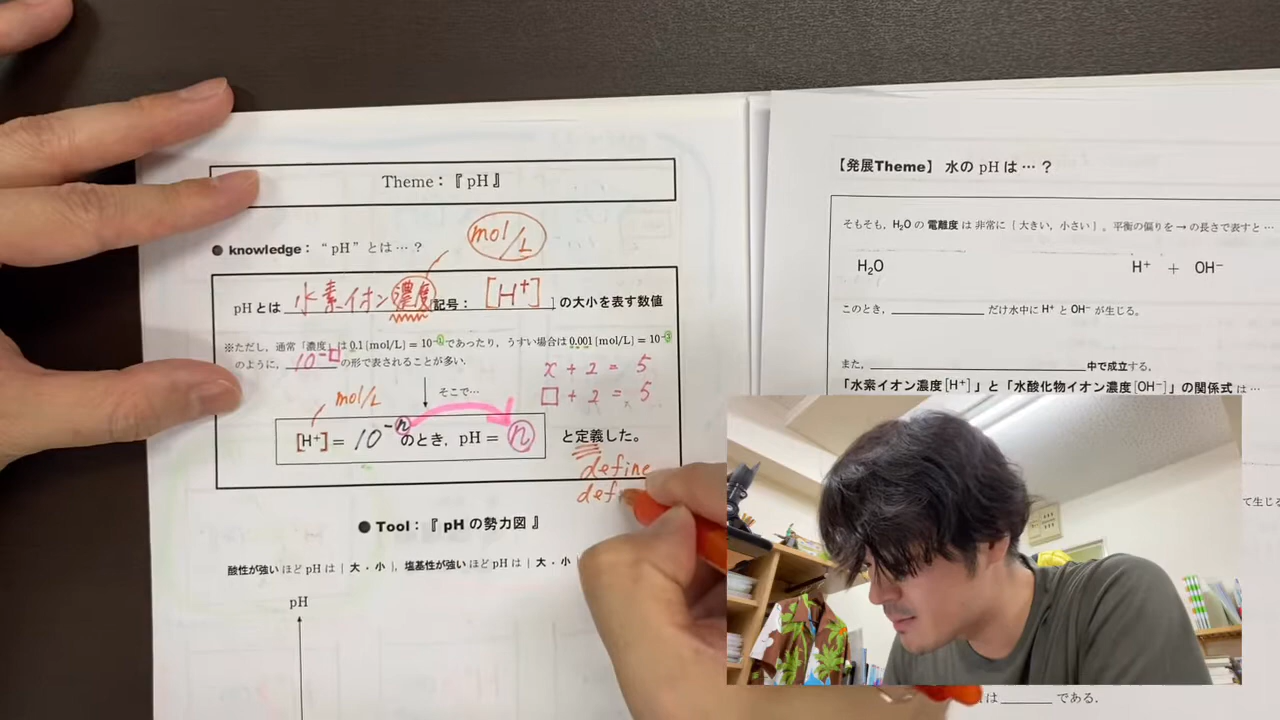 Theme：『 pH 』
● knowledge： “pH” とは … ？
mol/L
pH とは 水素イオン濃度 記号： [H⁺] の大小を表す数値
※ただし，通常「濃度」は 0.1 [mol/L] = 10⁻¹ であったり，うすい場合は 0.001 [mol/L] = 10⁻³
のように， 10⁻□ の形で表されることが多い．
x + 2 = 5
□ + 2 = 5
そこで…
mol/L
[H⁺] = 10⁻ⁿ のとき，pH = n と定義した。
define
def
● Tool：『 pH の勢力図 』
酸性が強い ほど pH は | 大・小 |，塩基性が強い ほど pH は | 大・小
pH
【発展Theme】 水の pH は … ？
そもそも，H₂O の 電離度 は 非常に｛ 大きい，小さい ｝．平衡の偏りを → の長さで表すと …
H₂O H⁺ + OH⁻
このとき， だけ水中に H⁺ と OH⁻ が生じる．
また， 中で成立する．
「水素イオン濃度[H⁺]」と「水酸化物イオン濃度[OH⁻]」の関係式 は …
て生じる
は である．